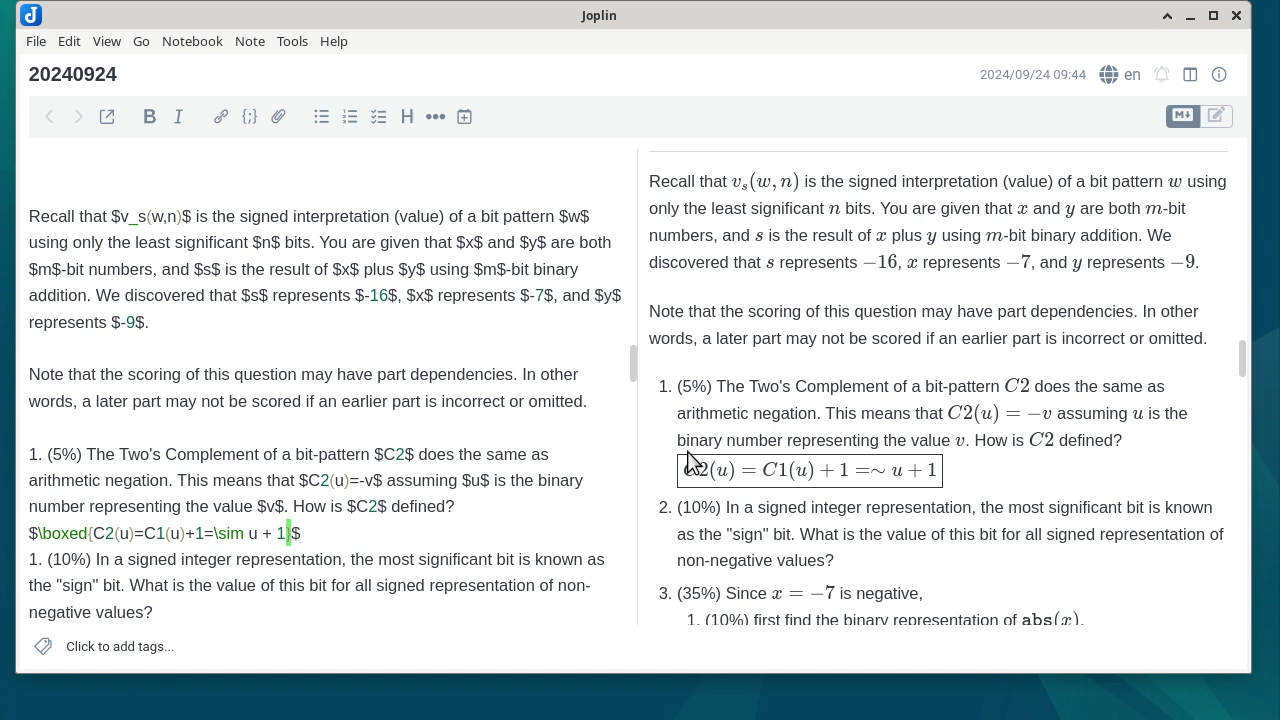 Joplin
File Edit View Go Notebook Note Tools Help
20240924
2024/09/24 09:44 en
Recall that $v_s(w,n)$ is the signed interpretation (value) of a bit pattern $w$
using only the least significant $n$ bits. You are given that $x$ and $y$ are both
$m$-bit numbers, and $s$ is the result of $x$ plus $y$ using $m$-bit binary
addition. We discovered that $s$ represents $-16$, $x$ represents $-7$, and $y$
represents $-9$.
Note that the scoring of this question may have part dependencies. In other
words, a later part may not be scored if an earlier part is incorrect or omitted.
1. (5%) The Two's Complement of a bit-pattern $C2$ does the same as
arithmetic negation. This means that $C2(u)=-v$ assuming $u$ is the binary
number representing the value $v$. How is $C2$ defined?
$\boxed{C2(u)=C1(u)+1=\sim u + 1}$
1. (10%) In a signed integer representation, the most significant bit is known as
the "sign" bit. What is the value of this bit for all signed representation of non-
negative values?
Recall that vₛ(w, n) is the signed interpretation (value) of a bit pattern w using
only the least significant n bits. You are given that x and y are both m-bit
numbers, and s is the result of x plus y using m-bit binary addition. We
discovered that s represents −16, x represents −7, and y represents −9.
Note that the scoring of this question may have part dependencies. In other
words, a later part may not be scored if an earlier part is incorrect or omitted.
1. (5%) The Two's Complement of a bit-pattern C2 does the same as
arithmetic negation. This means that C2(u) = −v assuming u is the
binary number representing the value v. How is C2 defined?
C2(u) = C1(u) + 1 =∼ u + 1
2. (10%) In a signed integer representation, the most significant bit is known
as the "sign" bit. What is the value of this bit for all signed representation of
non-negative values?
3. (35%) Since x = −7 is negative,
1. (10%) first find the binary representation of abs(x).
Click to add tags...